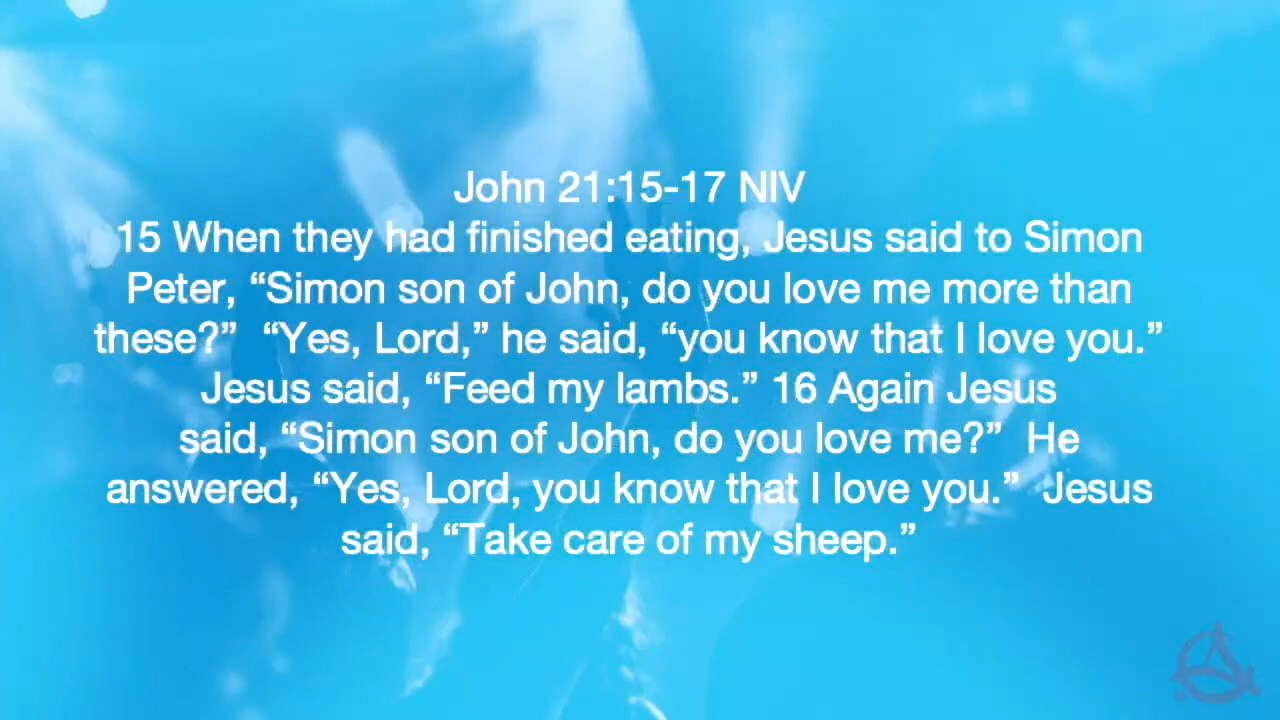 John 21:15-17 NIV
15 When they had finished eating, Jesus said to Simon
Peter, “Simon son of John, do you love me more than
these?”  “Yes, Lord,” he said, “you know that I love you.”
Jesus said, “Feed my lambs.” 16 Again Jesus
said, “Simon son of John, do you love me?”  He
answered, “Yes, Lord, you know that I love you.”  Jesus
said, “Take care of my sheep.”